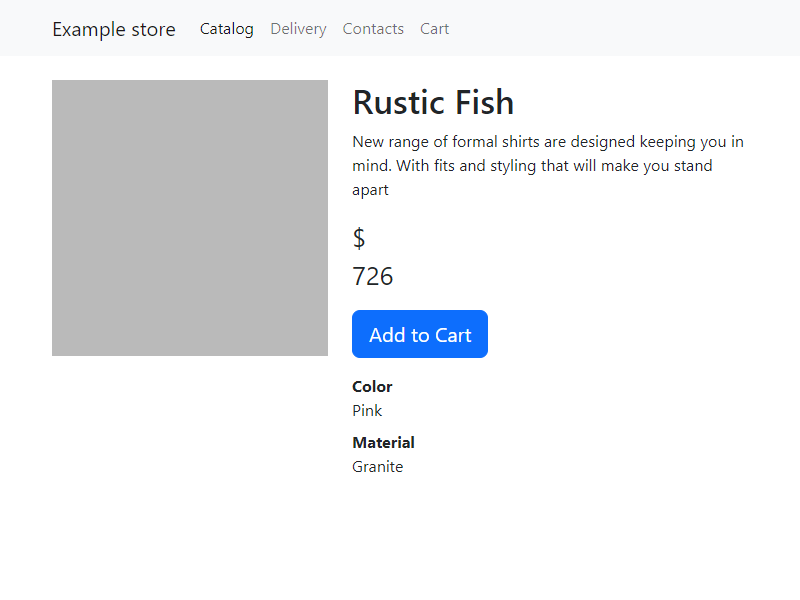 Example store Catalog Delivery Contacts Cart
Rustic Fish
New range of formal shirts are designed keeping you in
mind. With fits and styling that will make you stand
apart
$
726
Add to Cart
Color
Pink
Material
Granite